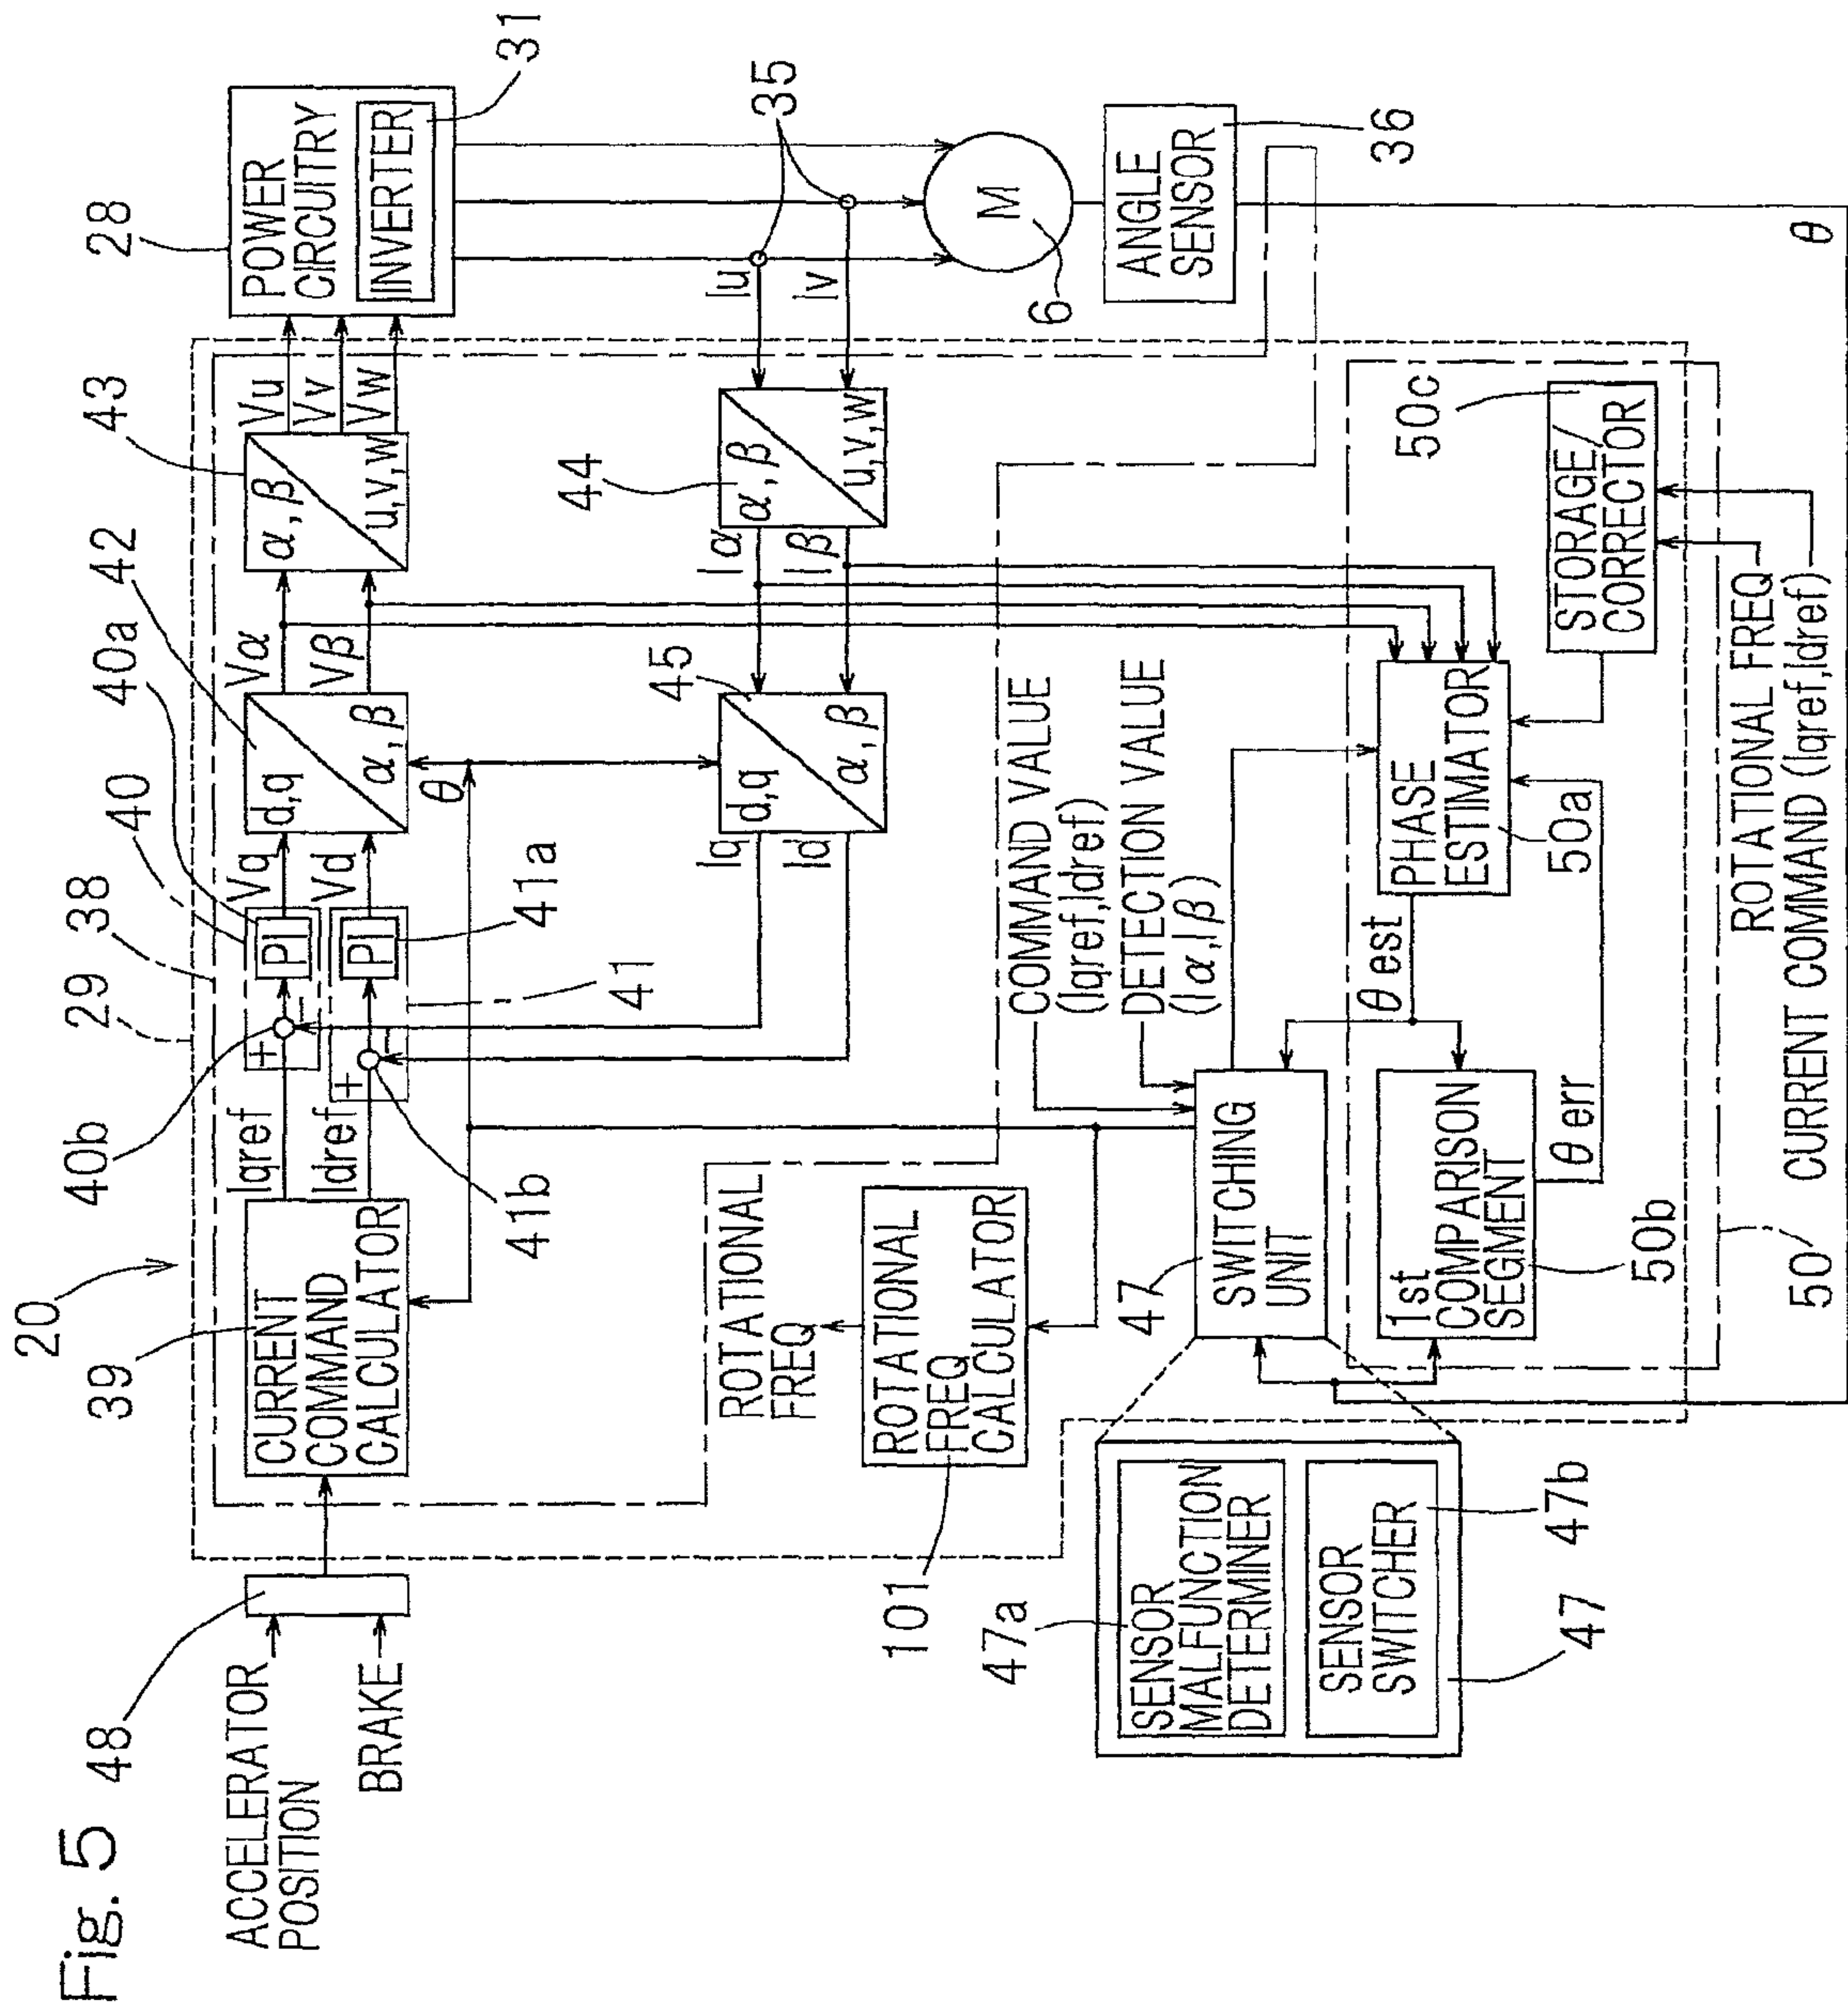 Fig. 5
20
29
38
40
40a
42
43
28
40b
39
48
ACCELERATOR
POSITION
BRAKE
CURRENT
COMMAND
CALCULATOR
Iqref
Idref
+
−
+
−
PI
PI
Vq
Vd
d,q
α,β
Vα
Vβ
α,β
u,v,w
Vu
Vv
Vw
POWER
CIRCUITRY
INVERTER
31
41b
41
41a
θ
45
44
35
Iq
Id
d,q
α,β
Iα
Iβ
α,β
u,v,w
Iu
Iv
M
6
ANGLE
SENSOR
36
θ
ROTATIONAL
FREQ
ROTATIONAL
FREQ
CALCULATOR
101
COMMAND VALUE
(Iqref,Idref)
DETECTION VALUE
(Iα,Iβ)
47
SWITCHING
UNIT
47a
SENSOR
MALFUNCTION
DETERMINER
SENSOR
SWITCHER
47b
47
θest
PHASE
ESTIMATOR
50a
1st
COMPARISON
SEGMENT
θerr
50b
50
STORAGE/
CORRECTOR
50c
ROTATIONAL FREQ
CURRENT COMMAND (Iqref,Idref)